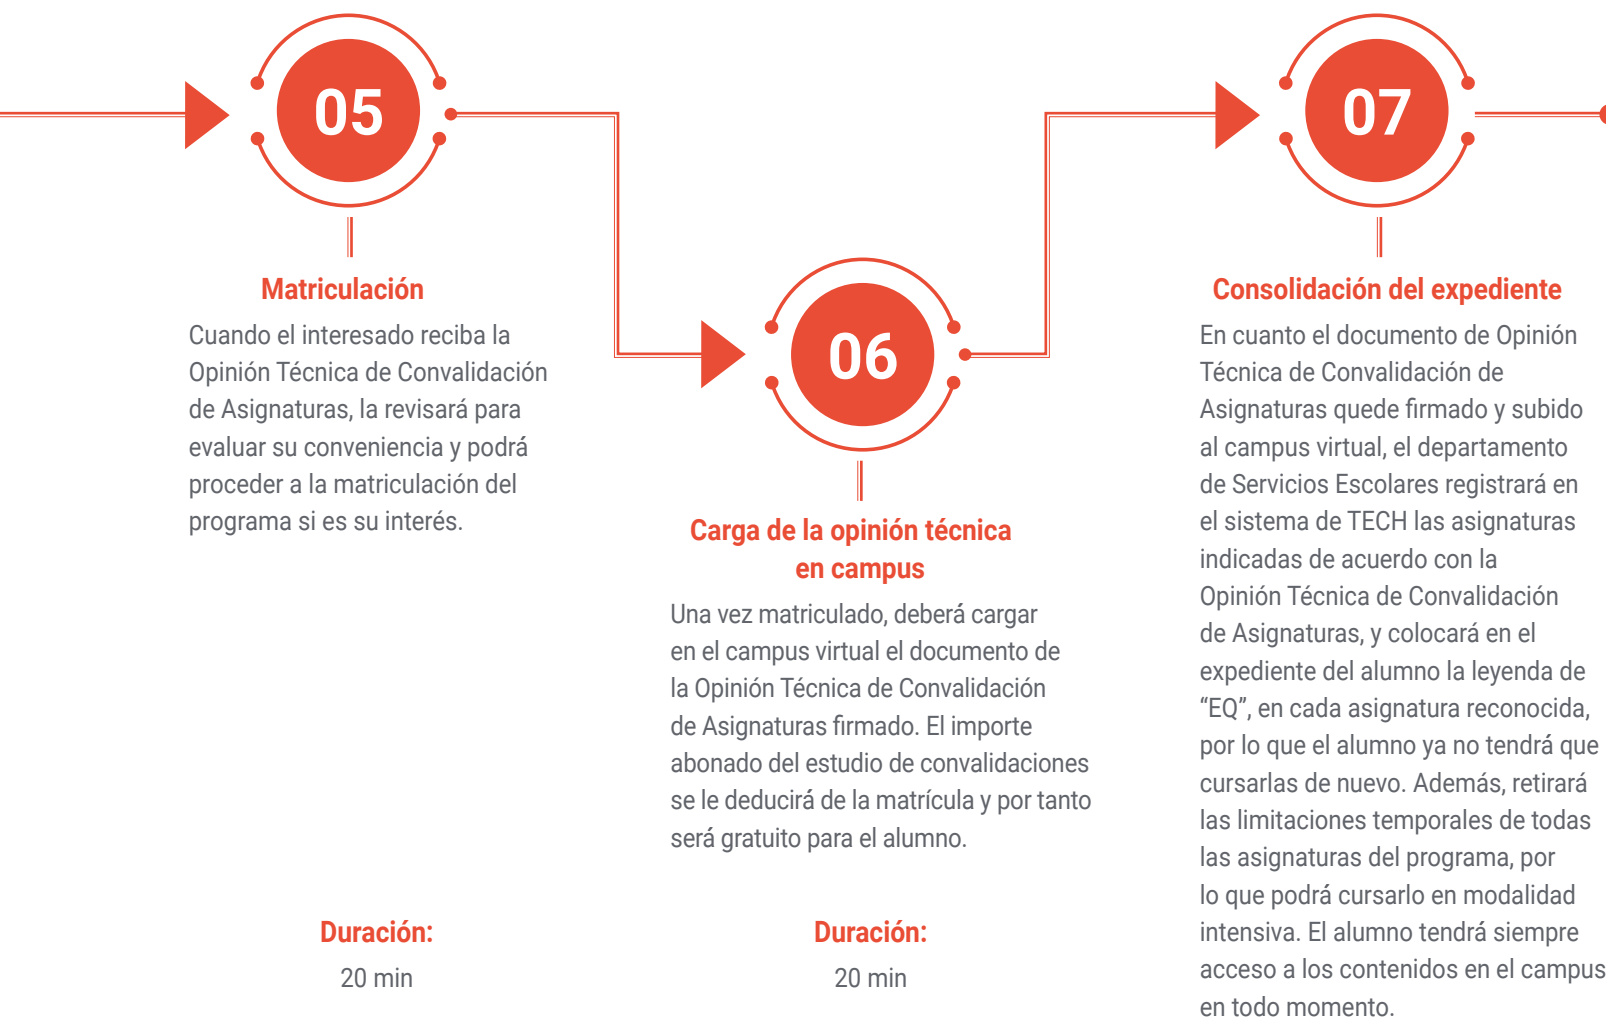 05
Matriculación
Cuando el interesado reciba la
Opinión Técnica de Convalidación
de Asignaturas, la revisará para
evaluar su conveniencia y podrá
proceder a la matriculación del
programa si es su interés.
Duración:
20 min
06
Carga de la opinión técnica
en campus
Una vez matriculado, deberá cargar
en el campus virtual el documento de
la Opinión Técnica de Convalidación
de Asignaturas firmado. El importe
abonado del estudio de convalidaciones
se le deducirá de la matrícula y por tanto
será gratuito para el alumno.
Duración:
20 min
07
Consolidación del expediente
En cuanto el documento de Opinión
Técnica de Convalidación de
Asignaturas quede firmado y subido
al campus virtual, el departamento
de Servicios Escolares registrará en
el sistema de TECH las asignaturas
indicadas de acuerdo con la
Opinión Técnica de Convalidación
de Asignaturas, y colocará en el
expediente del alumno la leyenda de
“EQ”, en cada asignatura reconocida,
por lo que el alumno ya no tendrá que
cursarlas de nuevo. Además, retirará
las limitaciones temporales de todas
las asignaturas del programa, por
lo que podrá cursarlo en modalidad
intensiva. El alumno tendrá siempre
acceso a los contenidos en el campus
en todo momento.